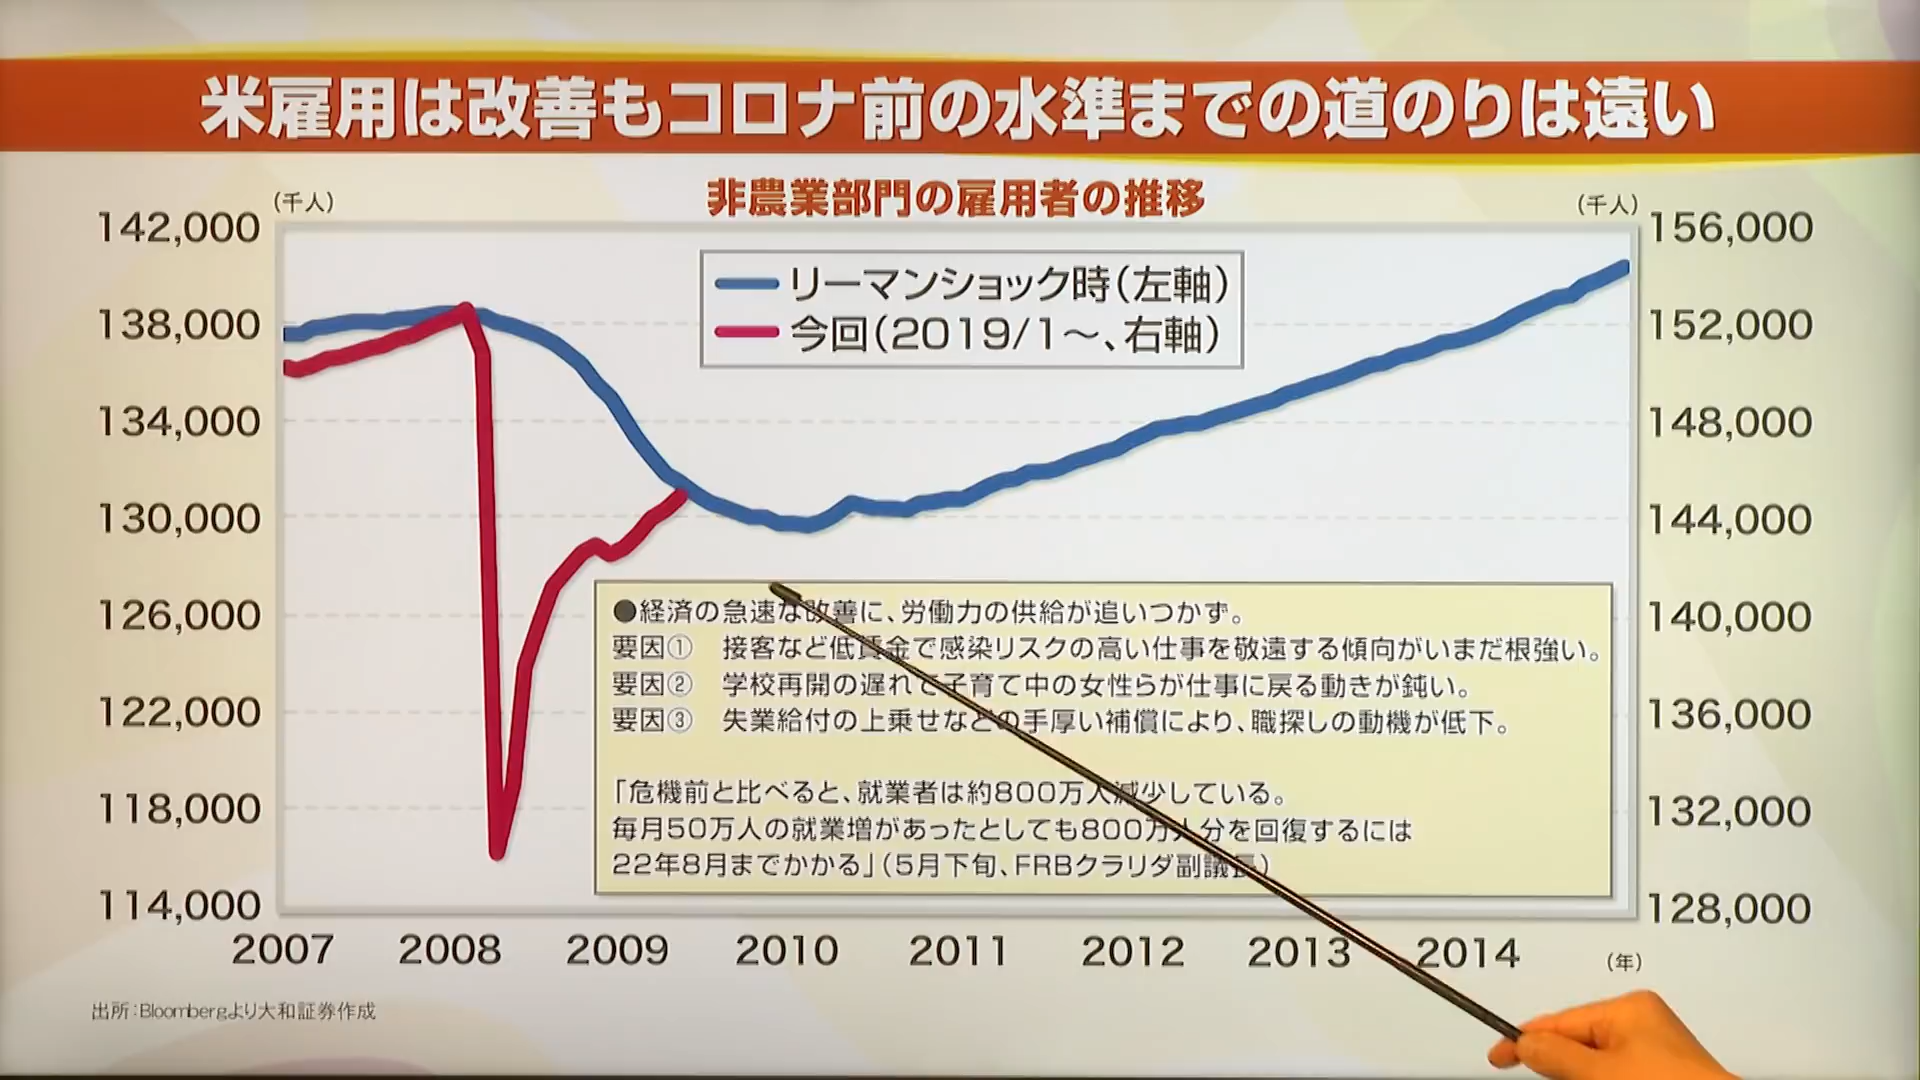 米雇用は改善もコロナ前の水準までの道のりは遠い
非農業部門の雇用者の推移
(千人)
(千人)
142,000
138,000
134,000
130,000
126,000
122,000
118,000
114,000
156,000
152,000
148,000
144,000
140,000
136,000
132,000
128,000
リーマンショック時(左軸)
今回(2019/1～、右軸)
●経済の急速な改善に、労働力の供給が追いつかず。
要因① 接客など低賃金で感染リスクの高い仕事を敬遠する傾向がいまだ根強い。
要因② 学校再開の遅れで子育て中の女性らが仕事に戻る動きが鈍い。
要因③ 失業給付の上乗せなどの手厚い補償により、職探しの動機が低下。
「危機前と比べると、就業者は約800万人減少している。
毎月50万人の就業増があったとしても800万人分を回復するには
22年8月までかかる」(5月下旬、FRBクラリダ副議長)
2007 2008 2009 2010 2011 2012 2013 2014 (年)
出所:Bloombergより大和証券作成